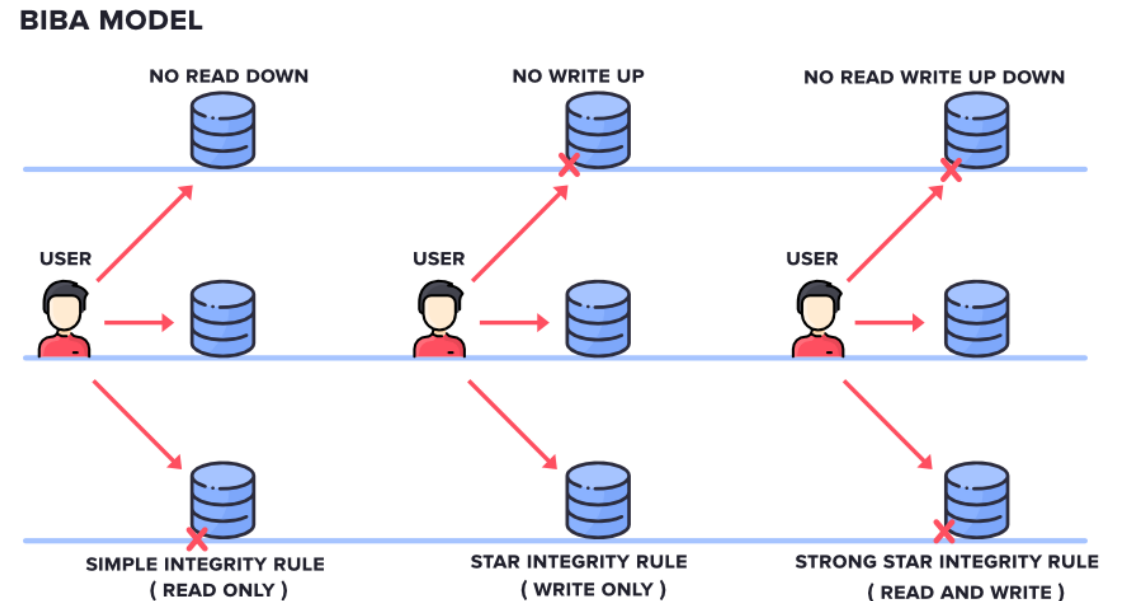 BIBA MODEL
NO READ DOWN
NO WRITE UP
NO READ WRITE UP DOWN
USER
USER
USER
SIMPLE INTEGRITY RULE
( READ ONLY )
STAR INTEGRITY RULE
( WRITE ONLY )
STRONG STAR INTEGRITY RULE
( READ AND WRITE )